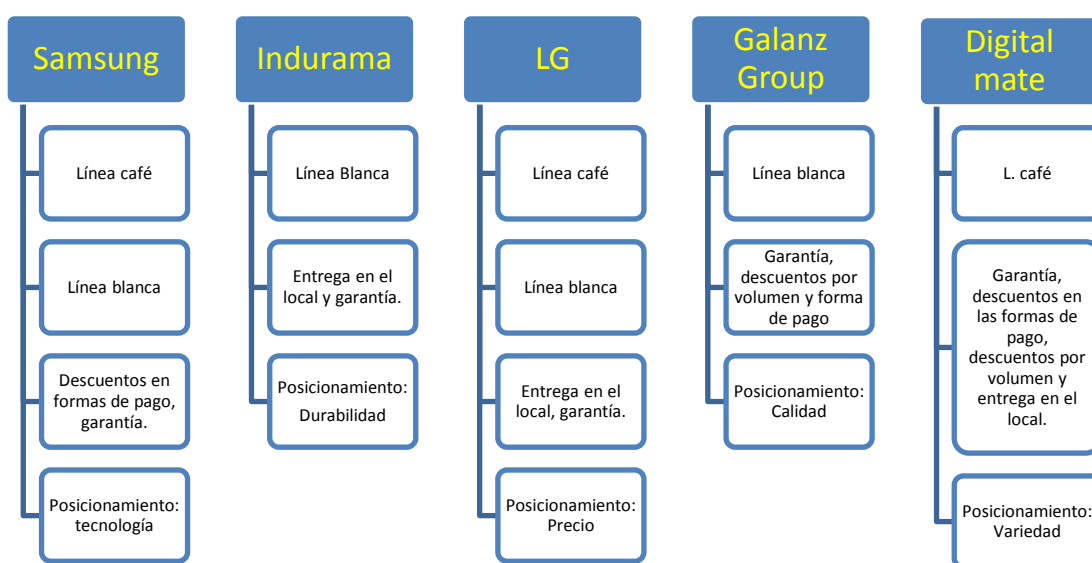 Samsung
Línea café
Línea blanca
Descuentos en
formas de pago,
garantía.
Posicionamiento:
tecnología
Indurama
Línea Blanca
Entrega en el
local y garantía.
Posicionamiento:
Durabilidad
LG
Línea café
Línea blanca
Entrega en el
local, garantía.
Posicionamiento:
Precio
Galanz
Group
Línea blanca
Garantía,
descuentos por
volumen y forma
de pago
Posicionamiento:
Calidad
Digital
mate
L. café
Garantía,
descuentos en
las formas de
pago,
descuentos por
volumen y
entrega en el
local.
Posicionamiento:
Variedad